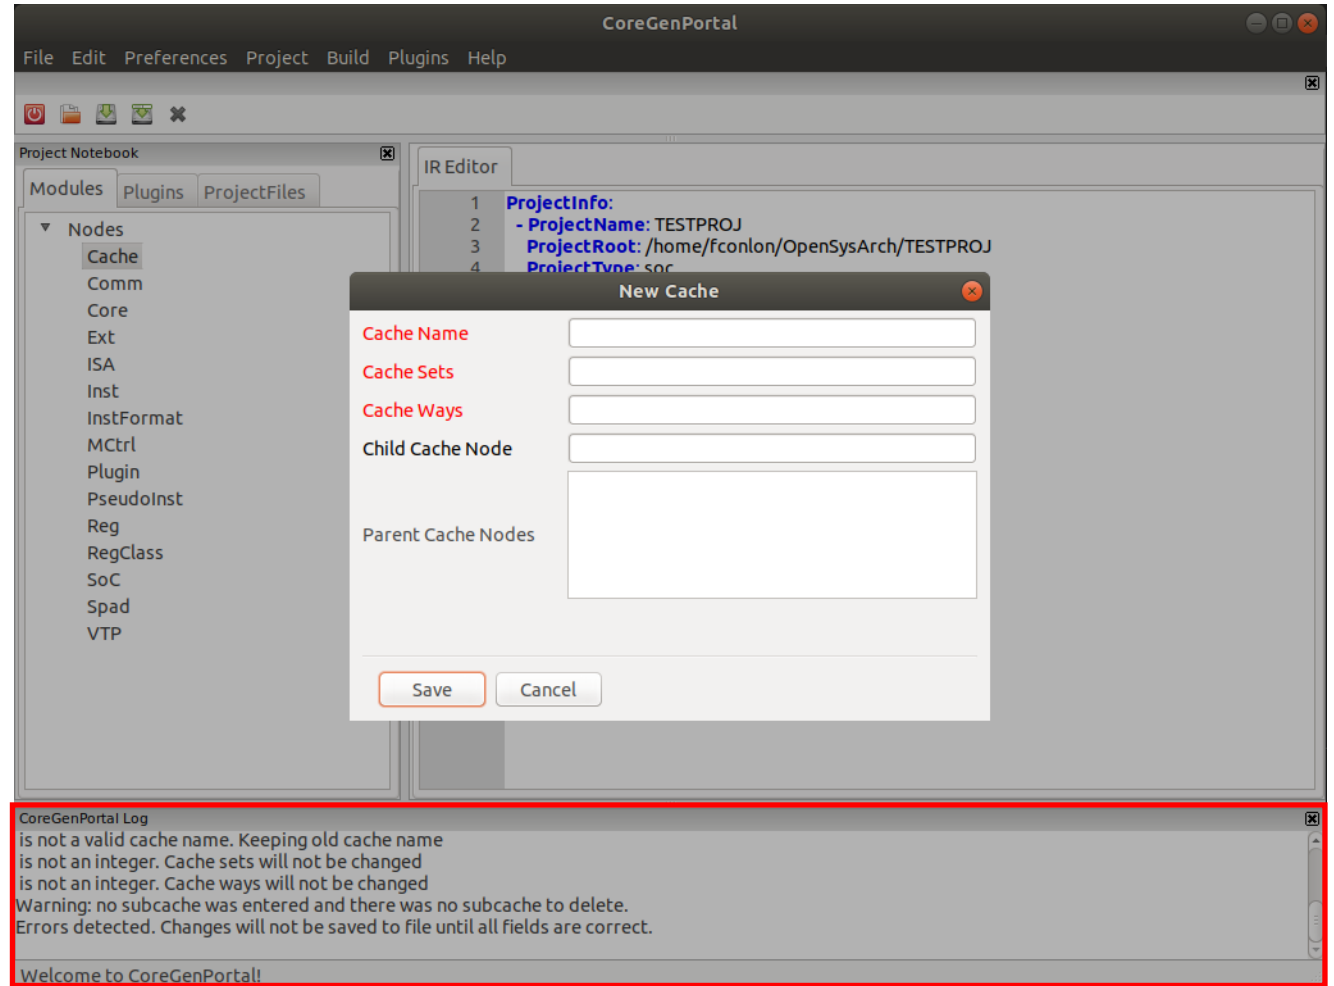 CoreGenPortal
File Edit Preferences Project Build Plugins Help
Project Notebook
Modules Plugins ProjectFiles
Nodes
Cache
Comm
Core
Ext
ISA
Inst
InstFormat
MCtrl
Plugin
PseudoInst
Reg
RegClass
SoC
Spad
VTP
IR Editor
1 ProjectInfo:
2 - ProjectName: TESTPROJ
3 ProjectRoot: /home/fconlon/OpenSysArch/TESTPROJ
4 ProjectType: soc
New Cache
Cache Name
Cache Sets
Cache Ways
Child Cache Node
Parent Cache Nodes
Save Cancel
CoreGenPortal Log
is not a valid cache name. Keeping old cache name
is not an integer. Cache sets will not be changed
is not an integer. Cache ways will not be changed
Warning: no subcache was entered and there was no subcache to delete.
Errors detected. Changes will not be saved to file until all fields are correct.
Welcome to CoreGenPortal!